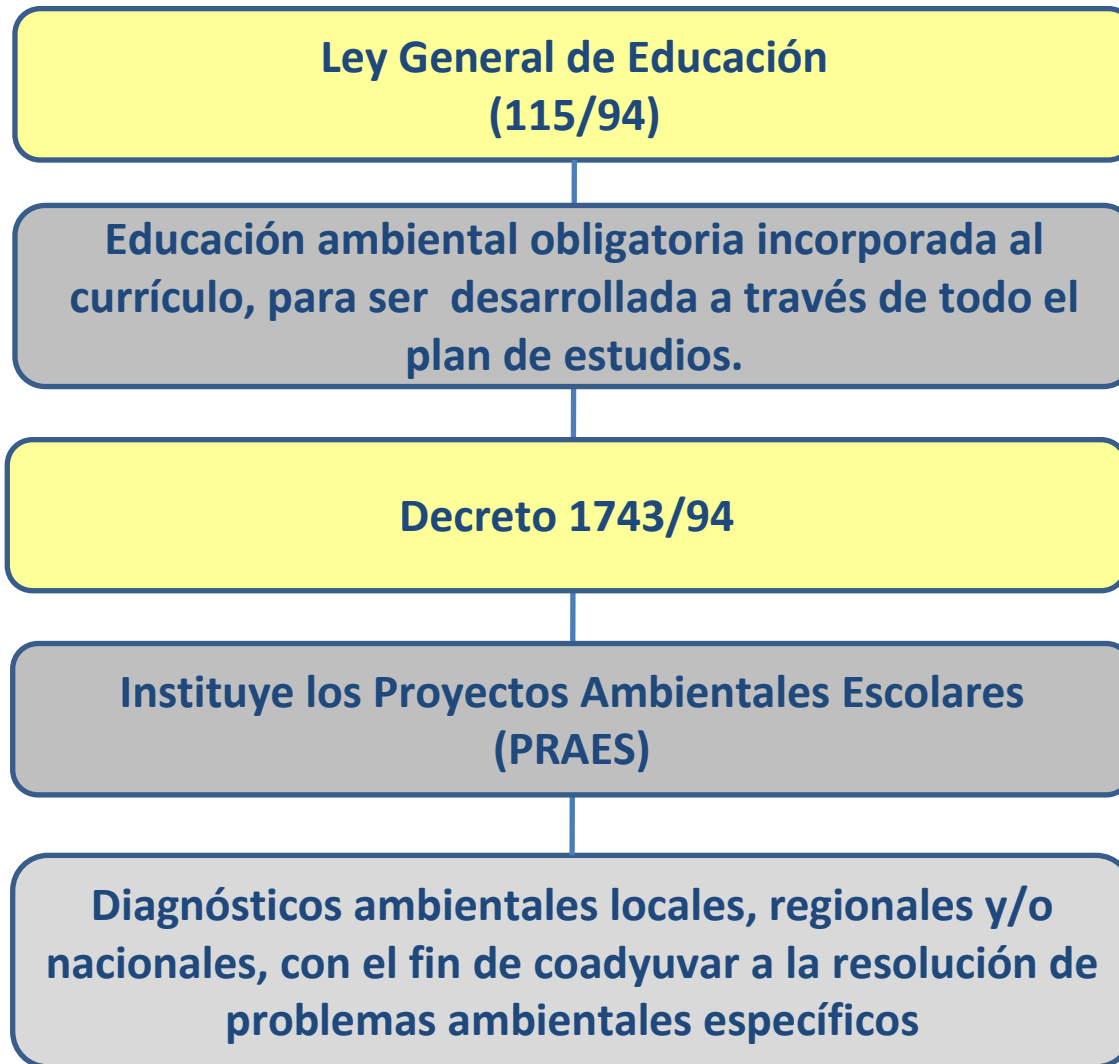 Ley General de Educación
(115/94)
Educación ambiental obligatoria incorporada al
currículo, para ser desarrollada a través de todo el
plan de estudios.
Decreto 1743/94
Instituye los Proyectos Ambientales Escolares
(PRAES)
Diagnósticos ambientales locales, regionales y/o
nacionales, con el fin de coadyuvar a la resolución de
problemas ambientales específicos